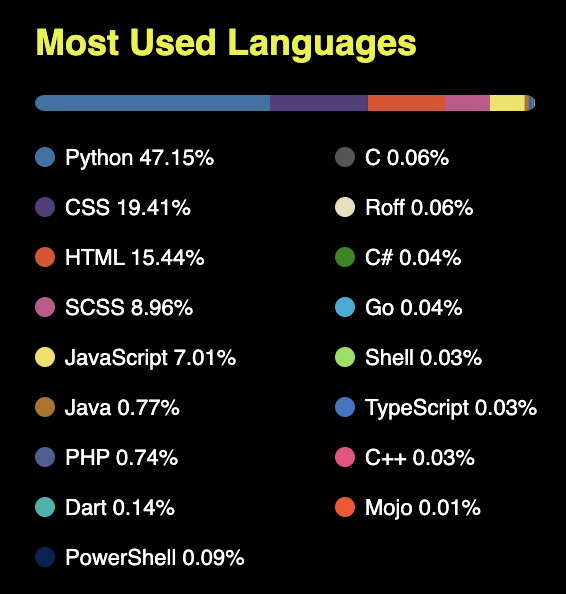 Most Used Languages
Python 47.15%
CSS 19.41%
HTML 15.44%
SCSS 8.96%
JavaScript 7.01%
Java 0.77%
PHP 0.74%
Dart 0.14%
PowerShell 0.09%
C 0.06%
Roff 0.06%
C# 0.04%
Go 0.04%
Shell 0.03%
TypeScript 0.03%
C++ 0.03%
Mojo 0.01%